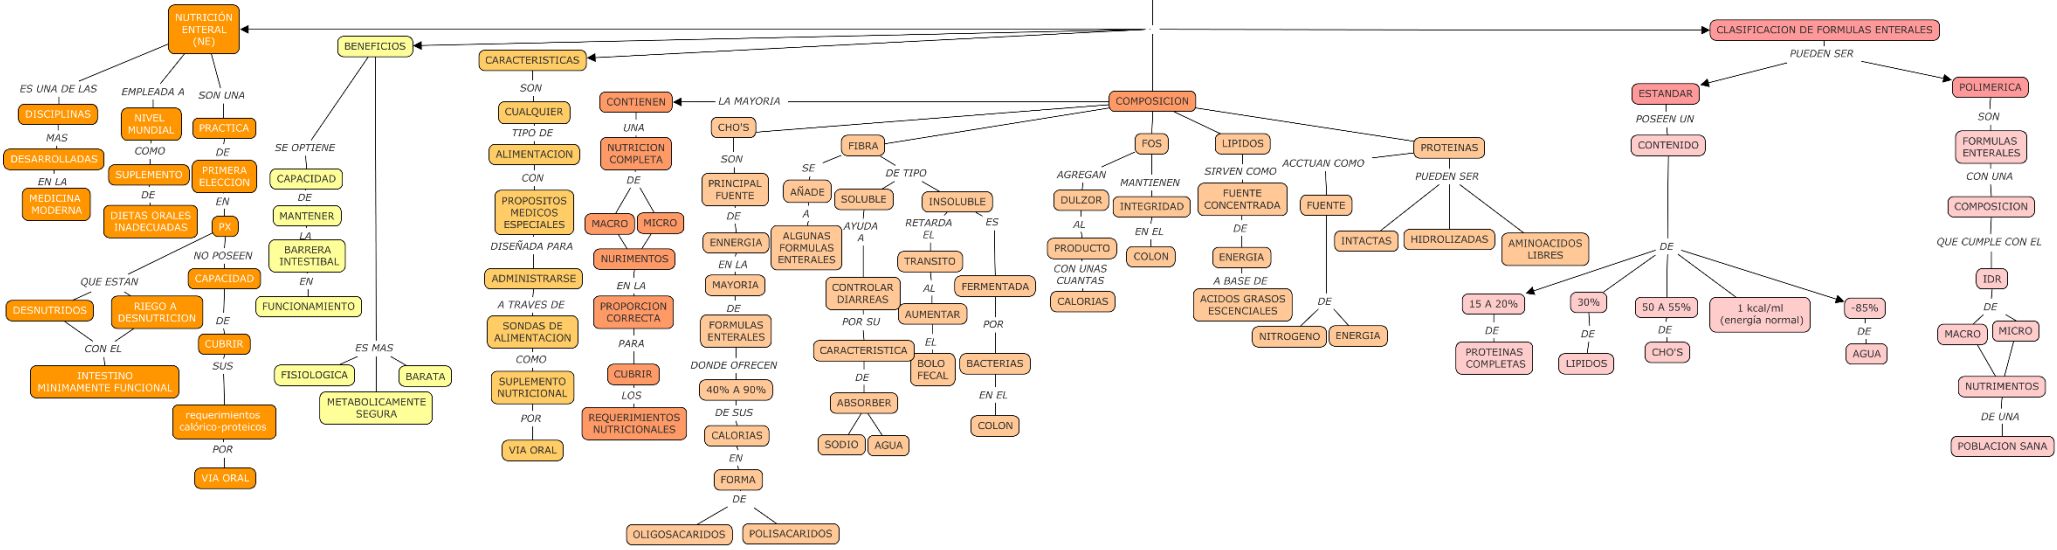 NUTRICIÓN
ENTERAL
(NE)
ES UNA DE LAS
DISCIPLINAS
MAS
DESARROLLADAS
EN LA
MEDICINA
MODERNA
EMPLEADA A
NIVEL
MUNDIAL
COMO
SUPLEMENTO
DE
DIETAS ORALES
INADECUADAS
SON UNA
PRACTICA
DE
PRIMERA
ELECCION
EN
PX
QUE ESTAN
DESNUTRIDOS
RIEGO A
DESNUTRICION
CON EL
INTESTINO
MINIMAMENTE FUNCIONAL
NO POSEEN
CAPACIDAD
DE
CUBRIR
SUS
requerimientos
calórico-proteicos
POR
VIA ORAL
BENEFICIOS
SE OPTIENE
CAPACIDAD
DE
MANTENER
LA
BARRERA
INTESTIBAL
EN
FUNCIONAMIENTO
ES MAS
FISIOLOGICA
BARATA
METABOLICAMENTE
SEGURA
CARACTERISTICAS
SON
CUALQUIER
TIPO DE
ALIMENTACION
CON
PROPOSITOS
MEDICOS
ESPECIALES
DISEÑADA PARA
ADMINISTRARSE
A TRAVES DE
SONDAS DE
ALIMENTACIÓN
COMO
SUPLEMENTO
NUTRICIONAL
POR
VIA ORAL
COMPOSICION
LA MAYORIA
CONTIENEN
UNA
NUTRICION
COMPLETA
DE
MACRO
MICRO
NURIMENTOS
EN LA
PROPORCION
CORRECTA
PARA
CUBRIR
LOS
REQUERIMIENTOS
NUTRICIONALES
CHO'S
SON
PRINCIPAL
FUENTE
DE
ENNERGIA
EN LA
MAYORIA
DE
FORMULAS
ENTERALES
DONDE OFRECEN
40% A 90%
DE SUS
CALORIAS
EN
FORMA
DE
OLIGOSACARIDOS
POLISACARIDOS
FIBRA
SE
AÑADE
A
ALGUNAS
FORMULAS
ENTERALES
DE TIPO
SOLUBLE
AYUDA
A
CONTROLAR
DIARREAS
POR SU
CARACTERISTICA
DE
ABSORBER
SODIO
AGUA
INSOLUBLE
RETARDA
EL
TRANSITO
AL
AUMENTAR
EL
BOLO
FECAL
ES
FERMENTADA
POR
BACTERIAS
EN EL
COLON
FOS
AGREGAN
DULZOR
AL
PRODUCTO
CON UNAS
CUANTAS
CALORIAS
MANTIENEN
INTEGRIDAD
EN EL
COLON
LIPIDOS
SIRVEN COMO
FUENTE
CONCENTRADA
DE
ENERGIA
A BASE DE
ACIDOS GRASOS
ESCENCIALES
PROTEINAS
ACCTUAN COMO
FUENTE
DE
NITROGENO
ENERGIA
PUEDEN SER
INTACTAS
HIDROLIZADAS
AMINOACIDOS
LIBRES
CLASIFICACION DE FORMULAS ENTERALES
PUEDEN SER
ESTANDAR
POSEEN UN
CONTENIDO
DE
15 A 20%
DE
PROTEINAS
COMPLETAS
30%
DE
LIPIDOS
50 A 55%
DE
CHO'S
1 kcal/ml
(energía normal)
-85%
DE
AGUA
POLIMERICA
SON
FORMULAS
ENTERALES
CON UNA
COMPOSICION
QUE CUMPLE CON EL
IDR
DE
MACRO
MICRO
NUTRIMENTOS
DE UNA
POBLACION SANA